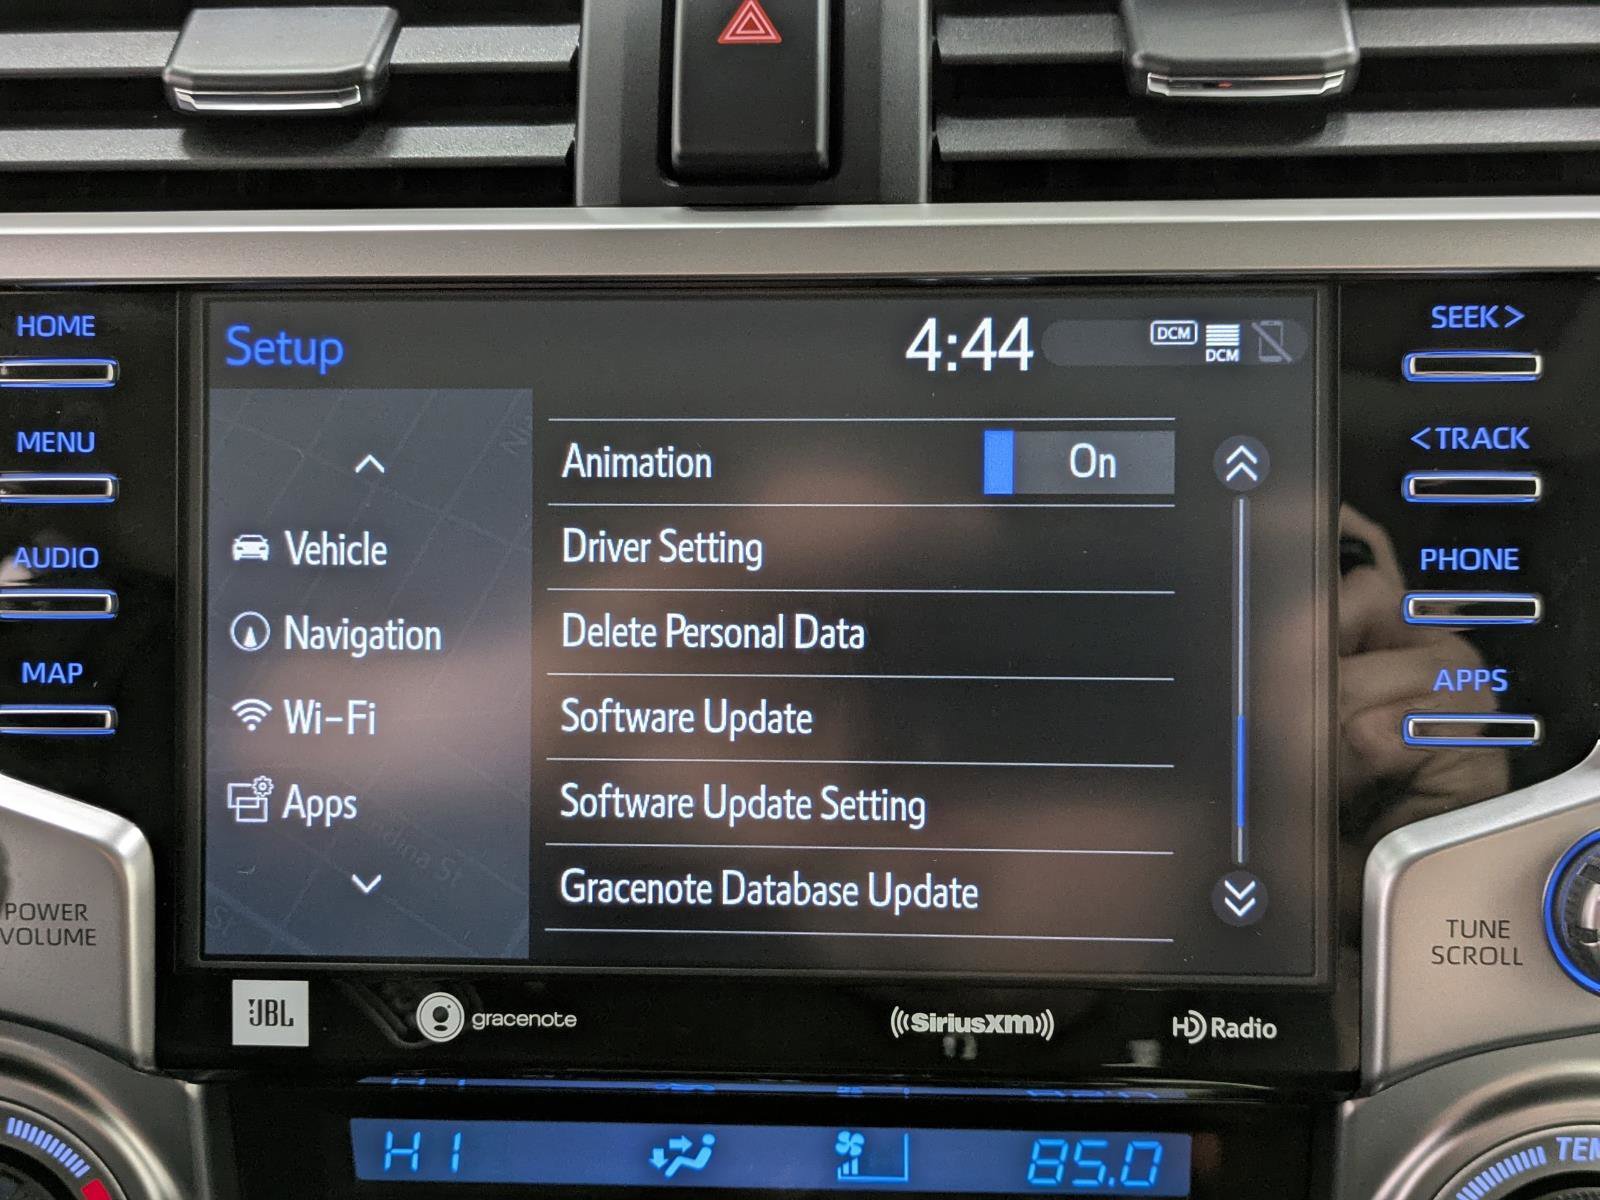 HOME
MENU
AUDIO
MAP
POWER
VOLUME
Setup
4:44
DCM
DCM
Vehicle
Navigation
Wi-Fi
Apps
Animation On
Driver Setting
Delete Personal Data
Software Update
Software Update Setting
Gracenote Database Update
SEEK>
<TRACK
PHONE
APPS
TUNE
SCROLL
JBL
gracenote
((SiriusXM))
HD Radio
HI
85.0